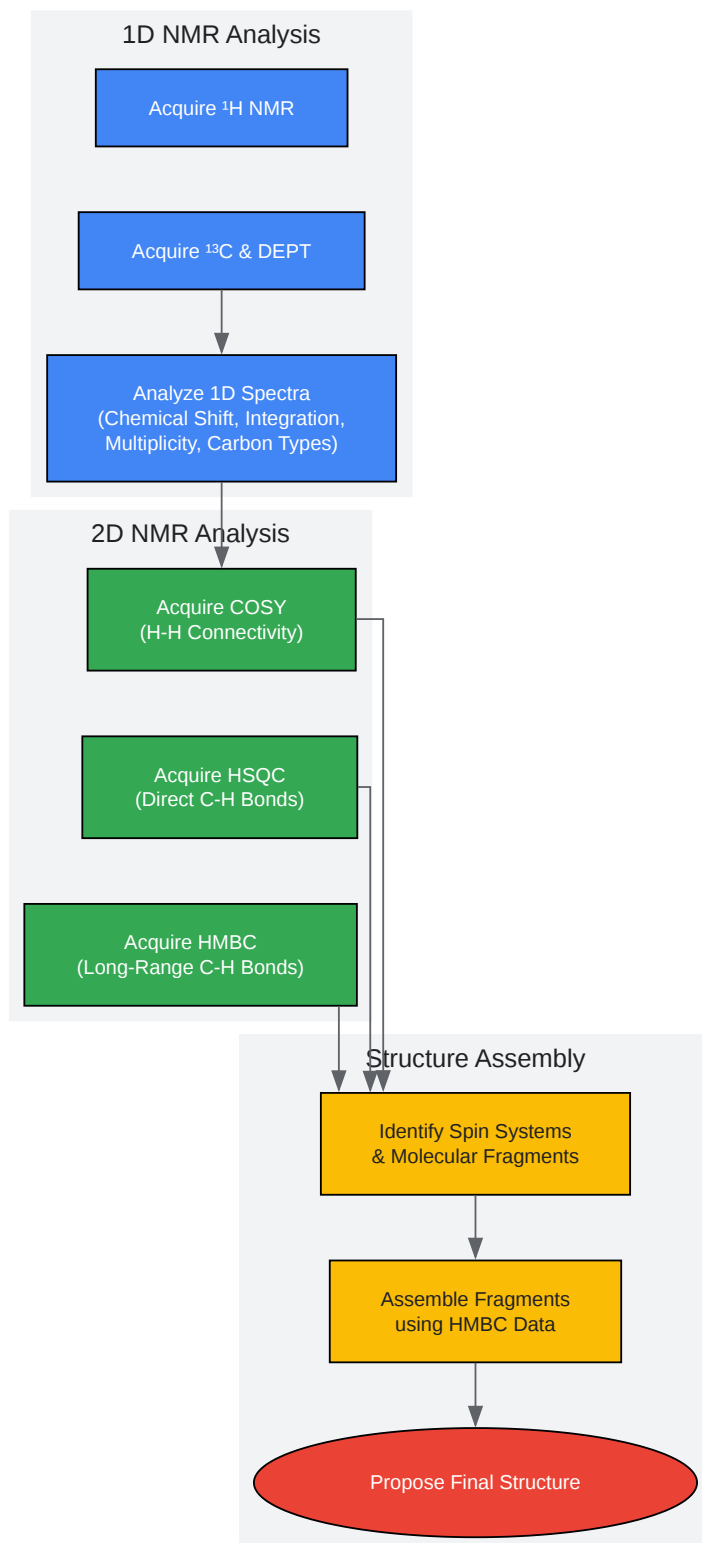 1D NMR Analysis
Acquire ¹H NMR
Acquire ¹³C & DEPT
Analyze 1D Spectra
(Chemical Shift, Integration,
Multiplicity, Carbon Types)
2D NMR Analysis
Acquire COSY
(H-H Connectivity)
Acquire HSQC
(Direct C-H Bonds)
Acquire HMBC
(Long-Range C-H Bonds)
Structure Assembly
Identify Spin Systems
& Molecular Fragments
Assemble Fragments
using HMBC Data
Propose Final Structure